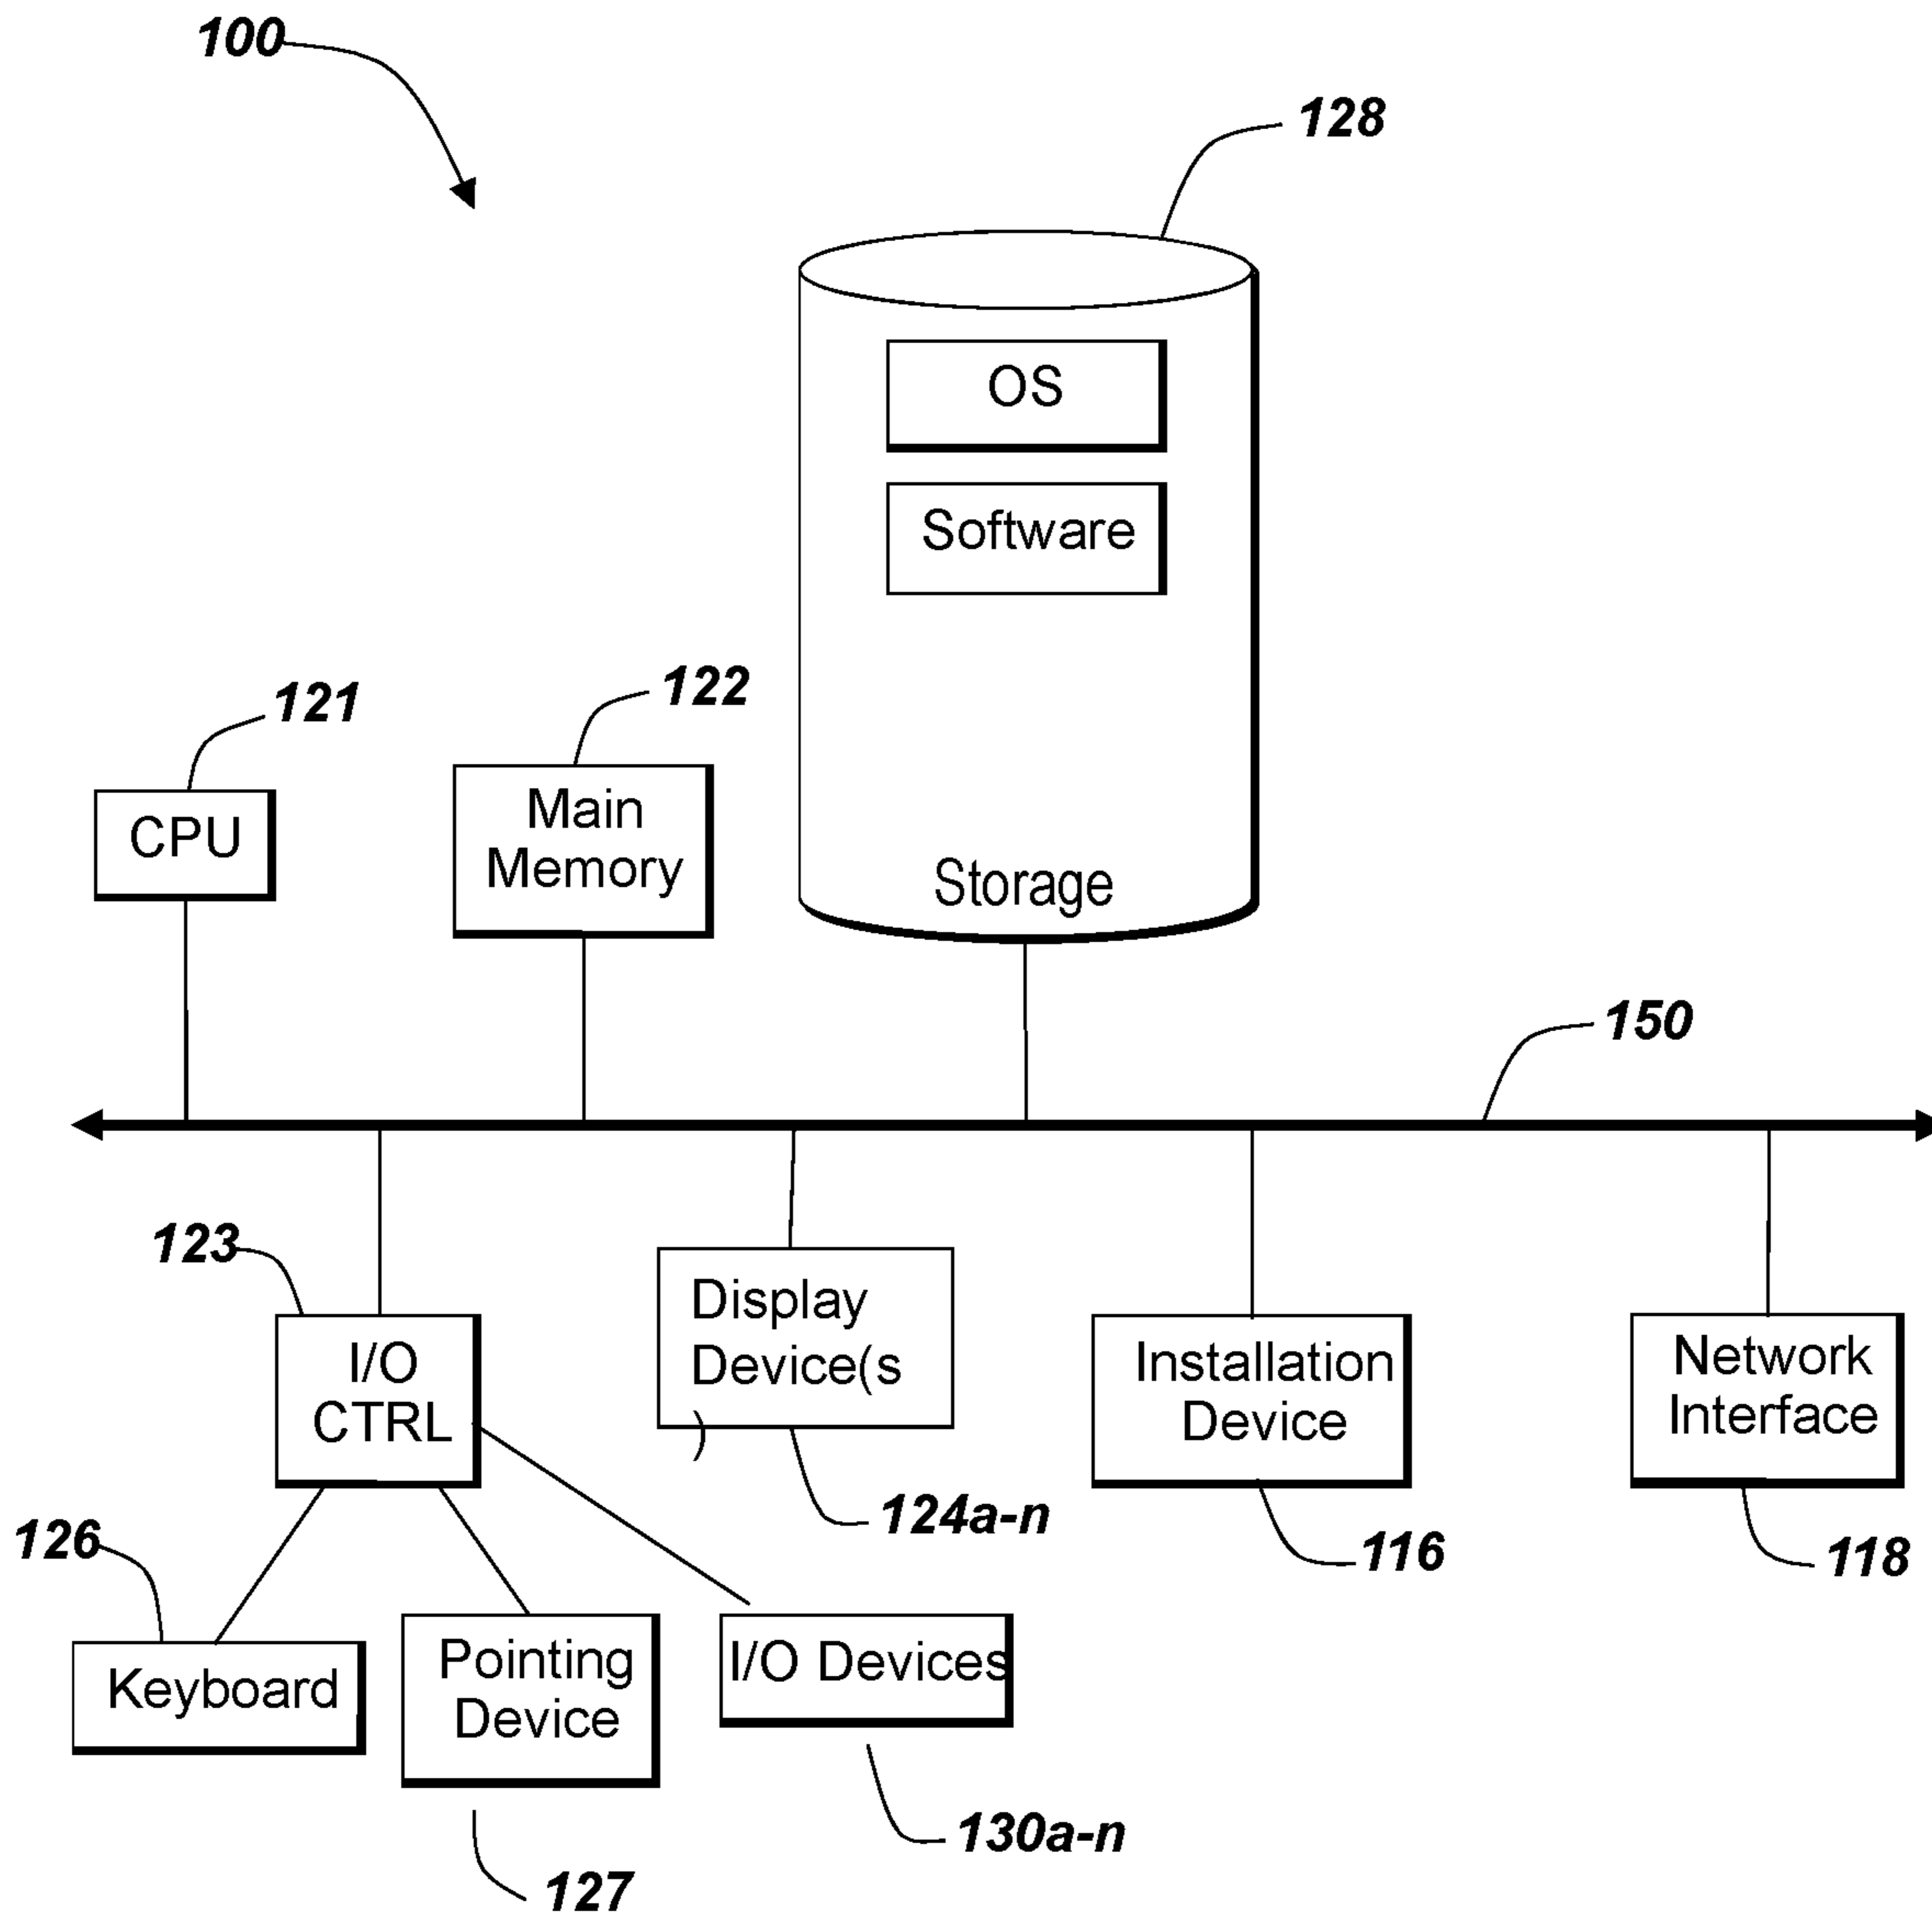 100
128
OS
Software
121
122
CPU
Main
Memory
Storage
150
123
Display
Device(s
)
I/O
CTRL
Installation
Device
Network
Interface
124a-n
116
118
126
Keyboard
Pointing
Device
I/O Devices
130a-n
127